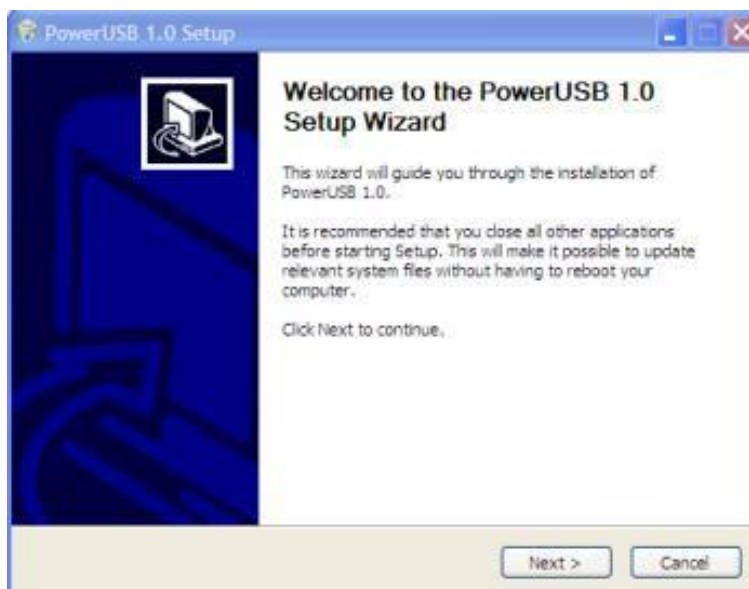 PowerUSB 1.0 Setup
Welcome to the PowerUSB 1.0
Setup Wizard
This wizard will guide you through the installation of
PowerUSB 1.0.
It is recommended that you close all other applications
before starting Setup. This will make it possible to update
relevant system files without having to reboot your
computer.
Click Next to continue.
Next >
Cancel